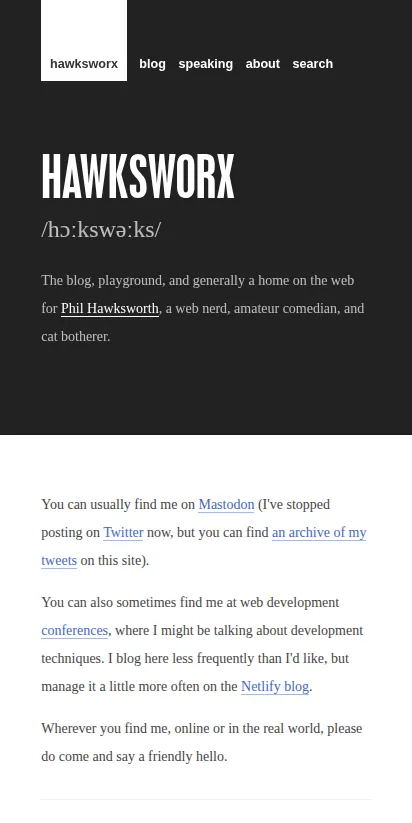 hawksworx blog speaking about search
HAWKSWORX
/hɔːkswəːks/
The blog, playground, and generally a home on the web
for Phil Hawksworth, a web nerd, amateur comedian, and
cat botherer.
You can usually find me on Mastodon (I've stopped
posting on Twitter now, but you can find an archive of my
tweets on this site).
You can also sometimes find me at web development
conferences, where I might be talking about development
techniques. I blog here less frequently than I'd like, but
manage it a little more often on the Netlify blog.
Wherever you find me, online or in the real world, please
do come and say a friendly hello.